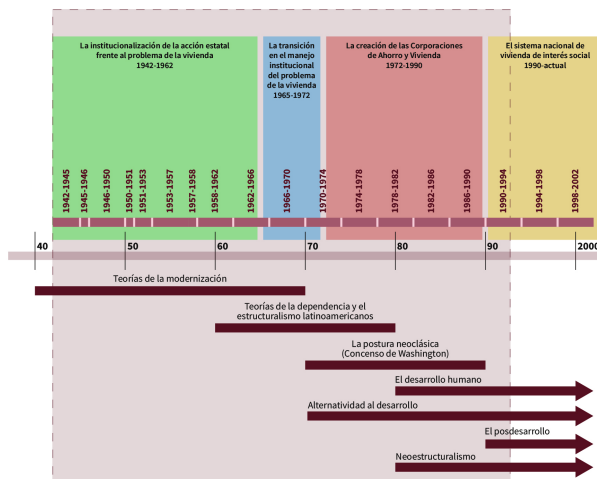 La institucionalización de la acción estatal
frente al problema de la vivienda
1942-1962
La transición
en el manejo
institucional
del problema
de la vivienda
1965-1972
La creación de las Corporaciones
de Ahorro y Vivienda
1972-1990
El sistema nacional de
vivienda de interés social
1990-actual
1942-1945
1945-1946
1946-1950
1950-1951
1951-1953
1953-1957
1957-1958
1958-1962
1962-1966
1966-1970
1970-1974
1974-1978
1978-1982
1982-1986
1986-1990
1990-1994
1994-1998
1998-2002
40
50
60
70
80
90
2000
Teorías de la modernización
Teorías de la dependencia y el
estructuralismo latinoamericanos
La postura neoclásica
(Concenso de Washington)
El desarrollo humano
Alternatividad al desarrollo
El posdesarrollo
Neoestructuralismo